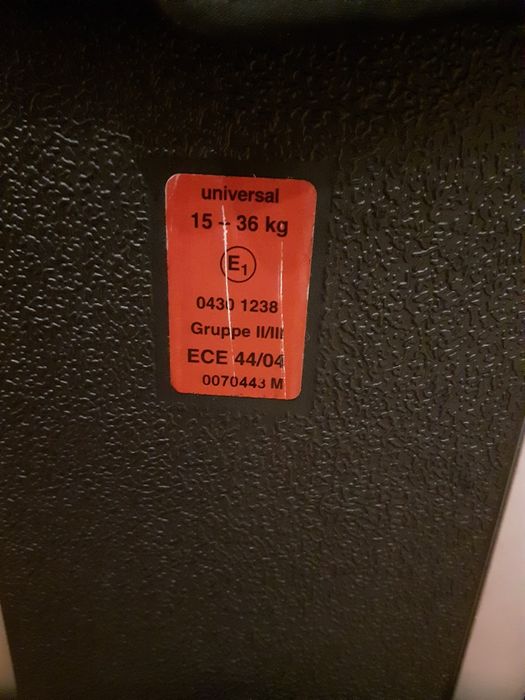 universal
15 - 36 kg
E1
0430 1238
Gruppe II/III
ECE 44/04
0070443 M